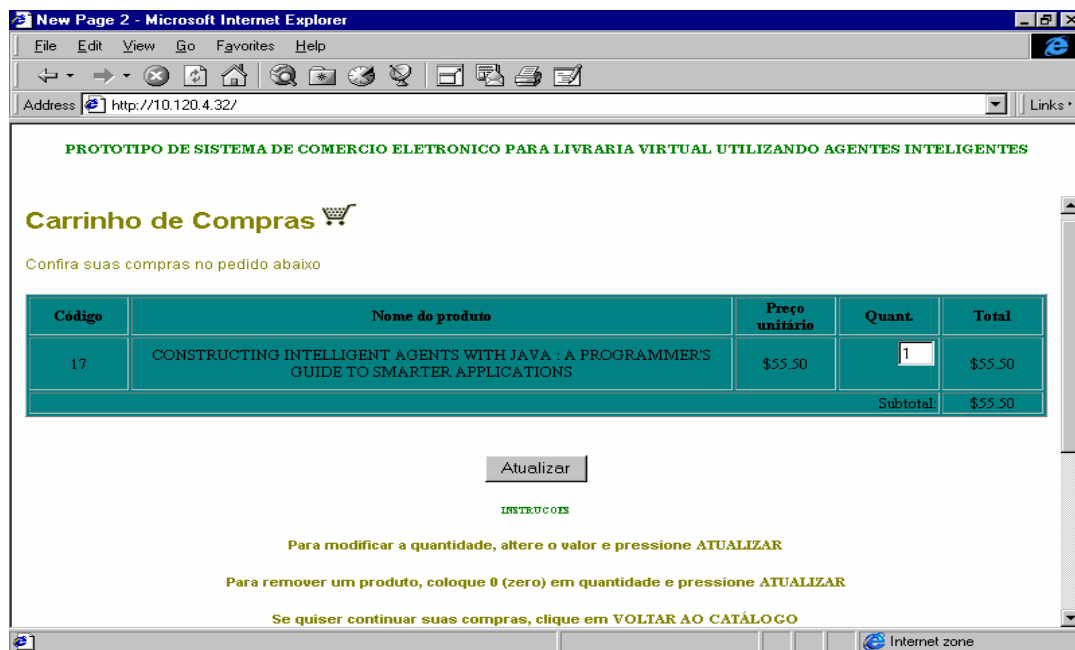 New Page 2 - Microsoft Internet Explorer
File Edit View Go Favorites Help
Address http://10.120.4.32/ Links
PROTOTIPO DE SISTEMA DE COMERCIO ELETRONICO PARA LIVRARIA VIRTUAL UTILIZANDO AGENTES INTELIGENTES
Carrinho de Compras
Confira suas compras no pedido abaixo
Código Nome do produto Preço unitário Quant. Total
17 CONSTRUCTING INTELLIGENT AGENTS WITH JAVA : A PROGRAMMER'S GUIDE TO SMARTER APPLICATIONS $55.50 1 $55.50
Subtotal: $55.50
Atualizar
INSTRUCOES
Para modificar a quantidade, altere o valor e pressione ATUALIZAR
Para remover um produto, coloque 0 (zero) em quantidade e pressione ATUALIZAR
Se quiser continuar suas compras, clique em VOLTAR AO CATÁLOGO
Internet zone